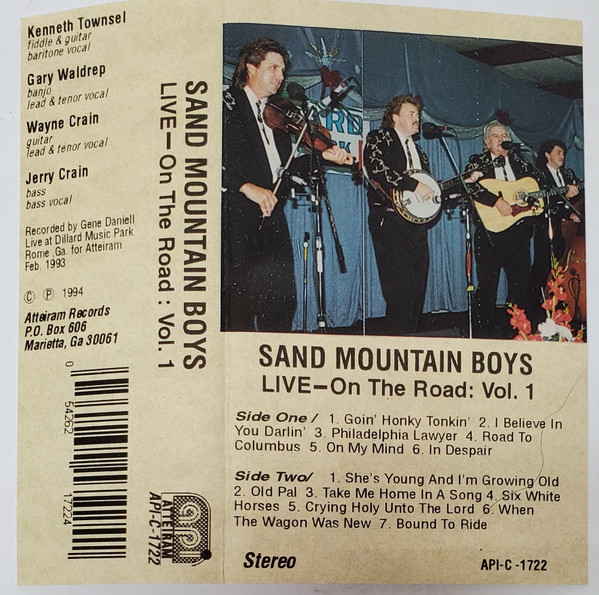 Kenneth Townsel
fiddle & guitar
baritone vocal
Gary Waldrep
banjo
lead & tenor vocal
Wayne Crain
guitar
lead & tenor vocal
Jerry Crain
bass
bass vocal
Recorded by Gene Daniell
Live at Dillard Music Park
Rome ,Ga. for Atteiram
Feb. 1993
© ℗ 1994
Atteiram Records
P.O. Box 606
Marietta, Ga 30061
0 54262 17224
SAND MOUNTAIN BOYS
LIVE—On The Road : Vol. 1
api
ATTEIRAM
API-C-1722
SAND MOUNTAIN BOYS
LIVE—On The Road: Vol. 1
Side One / 1. Goin' Honky Tonkin' 2. I Believe In
You Darlin' 3. Philadelphia Lawyer 4. Road To
Columbus 5. On My Mind 6. In Despair
Side Two/ 1. She's Young And I'm Growing Old
2. Old Pal 3. Take Me Home In A Song 4. Six White
Horses 5. Crying Holy Unto The Lord 6. When
The Wagon Was New 7. Bound To Ride
Stereo
API-C -1722